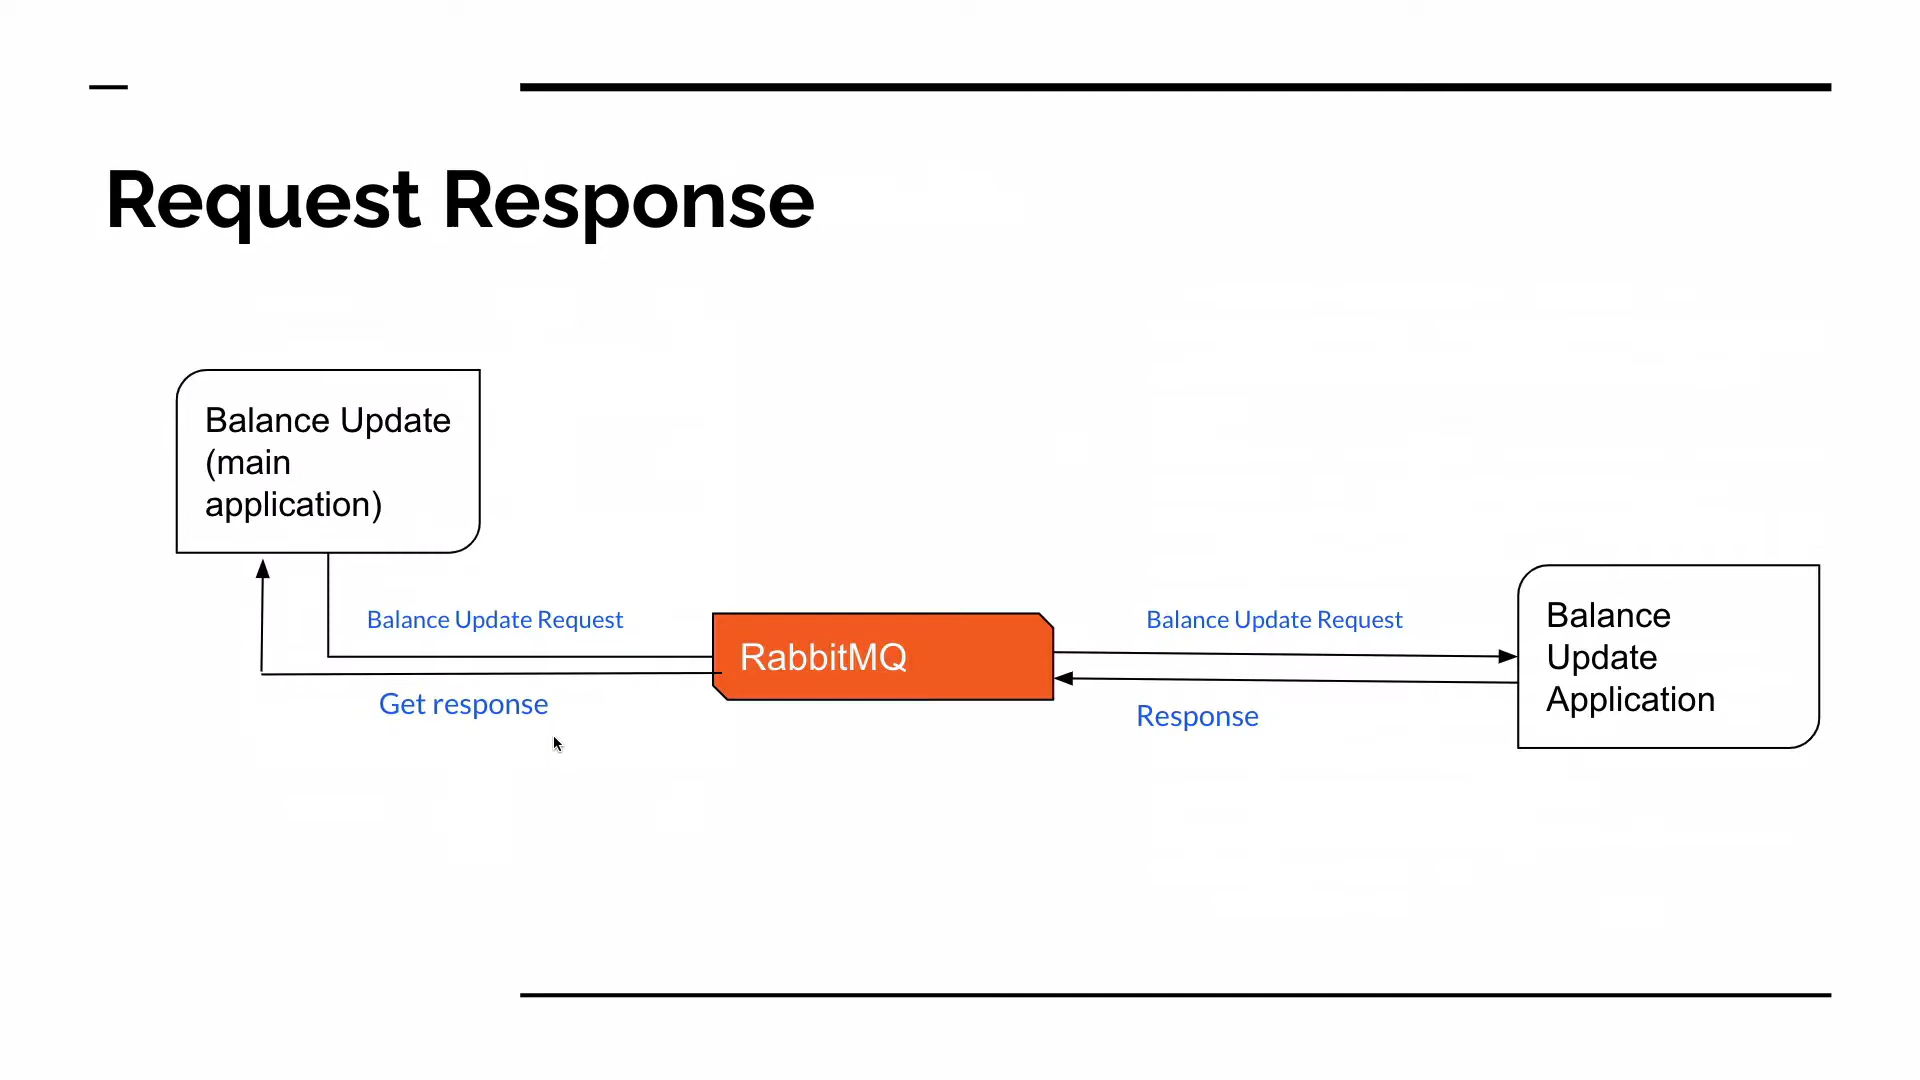 Request Response
Balance Update
(main
application)
Balance Update Request
Get response
RabbitMQ
Balance Update Request
Response
Balance
Update
Application